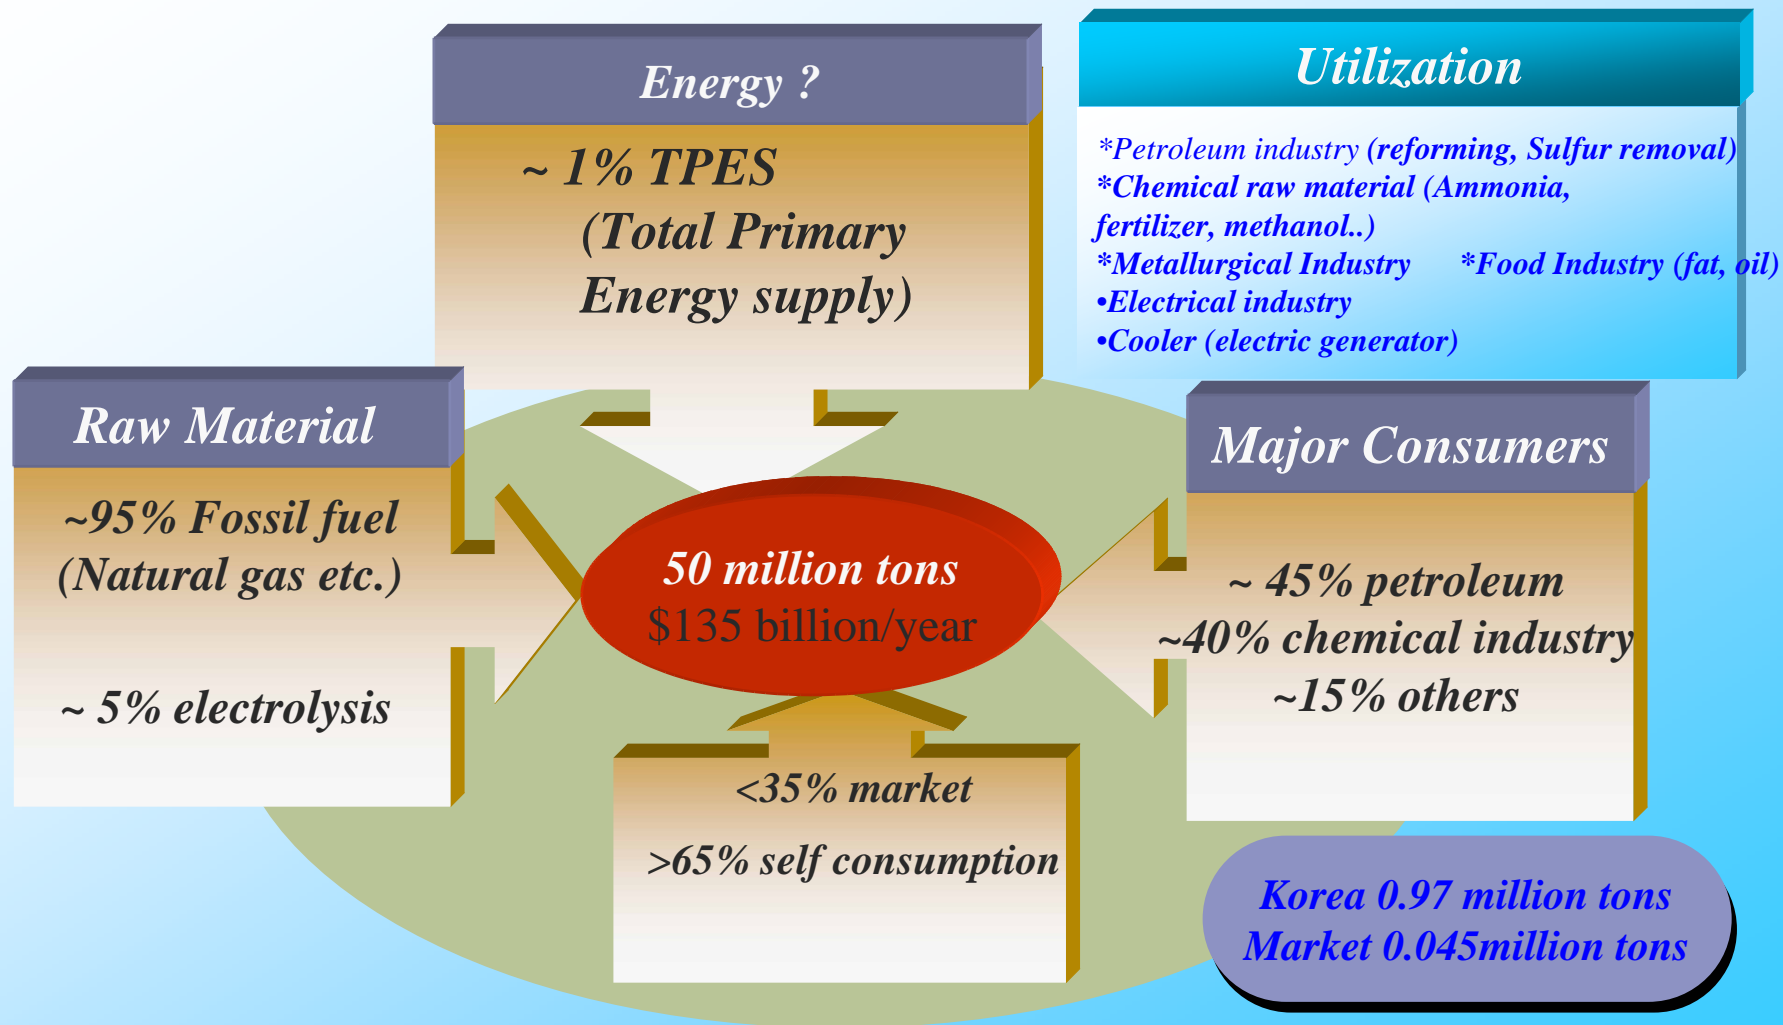 Energy ?
~ 1% TPES
(Total Primary
Energy supply)
Utilization
*Petroleum industry (reforming, Sulfur removal)
*Chemical raw material (Ammonia,
fertilizer, methanol..)
*Metallurgical Industry *Food Industry (fat, oil)
•Electrical industry
•Cooler (electric generator)
Raw Material
~95% Fossil fuel
(Natural gas etc.)
~ 5% electrolysis
50 million tons
$135 billion/year
Major Consumers
~ 45% petroleum
~40% chemical industry
~15% others
<35% market
>65% self consumption
Korea 0.97 million tons
Market 0.045million tons